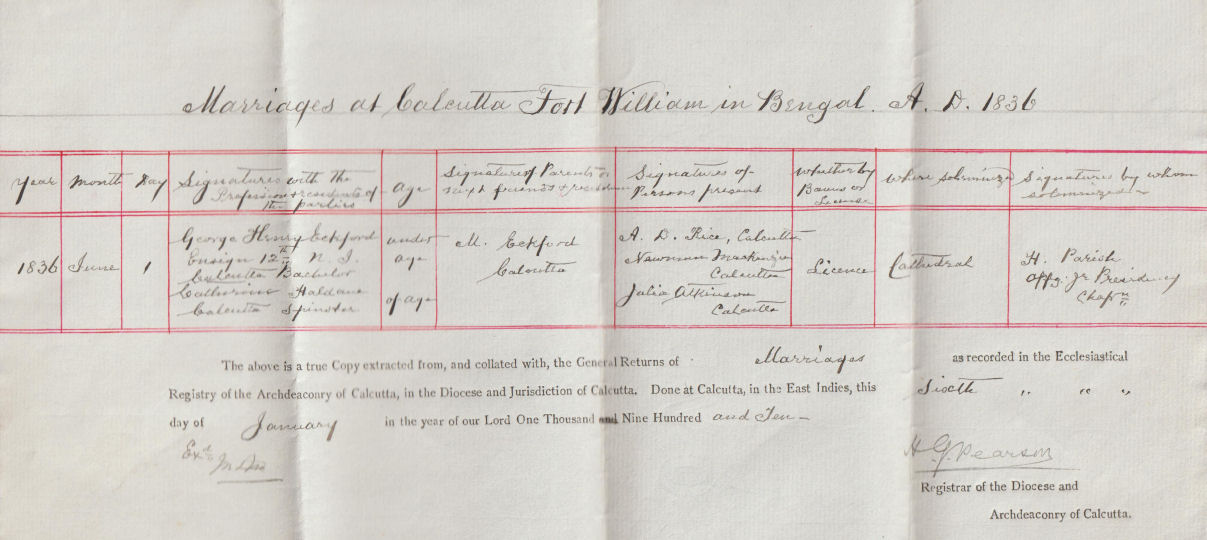 Marriages at Calcutta Fort William in Bengal. A. D. 1836
Year
Month
Day
Signatures with the
Profession & residents of
the parties
age
Signatures of Parents or
next friends &
Signatures of
Persons present
whether by
Banns or
License
where solemnized
Signatures by whom
solemnized
1836
June
1
George Henry Eckford
Ensign 12th N. I.
Calcutta Bachelor
Catherine Haldane
Calcutta Spinster
under
age
of age
M. Eckford
Calcutta
A. D. Rice, Calcutta
Newman Mackenzie
Calcutta
Julia Atkinson
Calcutta
Licence
Cathedral
H. Parish
Offg. Jr Presidency
Chapn
The above is a true Copy extracted from, and collated with, the General Returns of Marriages as recorded in the Ecclesiastical
Registry of the Archdeaconry of Calcutta, in the Diocese and Jurisdiction of Calcutta. Done at Calcutta, in the East Indies, this Sixth " " "
day of January in the year of our Lord One Thousand and Nine Hundred and Ten –
Exd
H G Pearson
Registrar of the Diocese and
Archdeaconry of Calcutta.